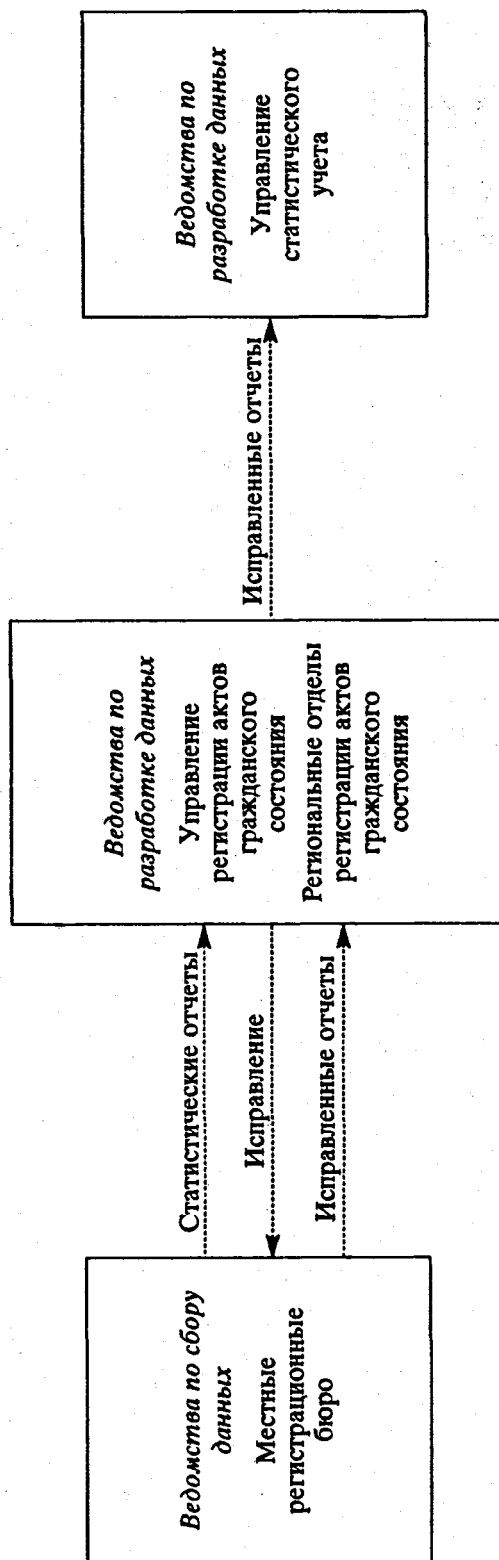 Ведомства по сбору
данных
Местные
регистрационные
бюро
Статистические отчеты
Исправление
Исправленные отчеты
Ведомства по
разработке данных
Управление
регистрации актов
гражданского
состояния
Региональные отделы
регистрации актов
гражданского
состояния
Исправленные отчеты
Ведомства по
разработке данных
Управление
статистического
учета